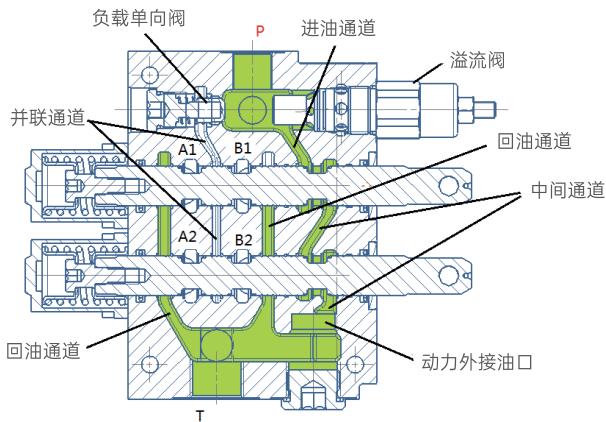 负载单向阀
P
进油通道
溢流阀
并联通道
A1
B1
回油通道
中间通道
A2
B2
回油通道
动力外接油口
T